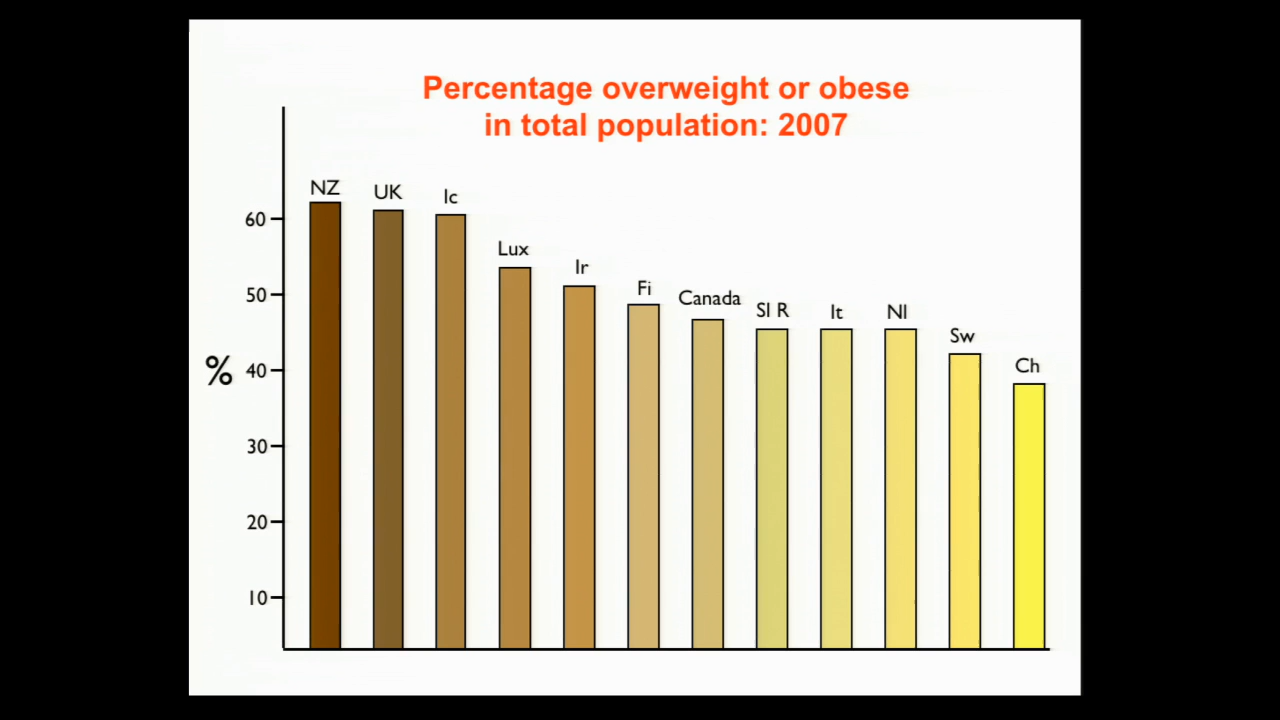 Percentage overweight or obese
in total population: 2007
NZ
UK
Ic
Lux
Ir
Fi
Canada
Sl R
It
Nl
Sw
Ch
60
50
%
40
30
20
10